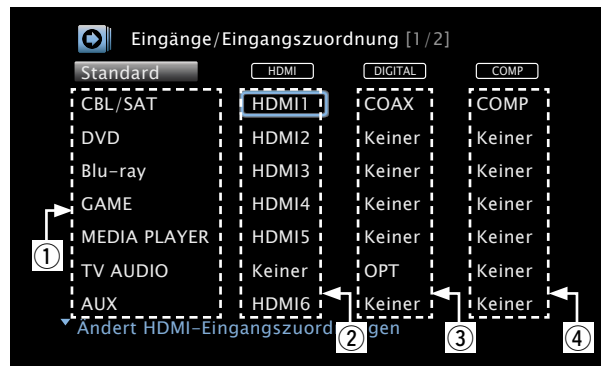 Eingänge/Eingangszuordnung [1/2]
Standard HDMI DIGITAL COMP
CBL/SAT HDMI1 COAX COMP
DVD HDMI2 Keiner Keiner
Blu-ray HDMI3 Keiner Keiner
GAME HDMI4 Keiner Keiner
MEDIA PLAYER HDMI5 Keiner Keiner
TV AUDIO Keiner OPT Keiner
AUX HDMI6 Keiner Keiner
Ändert HDMI-Eingangszuord gen
① ② ③ ④